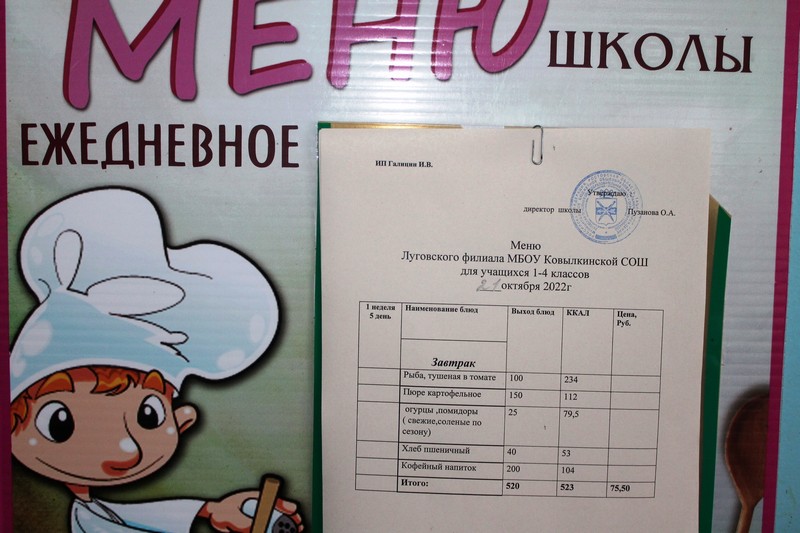 МЕНЮ
ШКОЛЫ
ЕЖЕДНЕВНОЕ
ИП Галицин И.В.
Утверждаю
директор школы Пузанова О.А.
Меню
Луговского филиала МБОУ Ковылкинской СОШ
для учащихся 1-4 классов
21 октября 2022г
1 неделя Наименование блюд Выход блюд ККАЛ Цена,
5 день Руб.
Завтрак
Рыба, тушеная в томате 100 234
Пюре картофельное 150 112
огурцы ,помидоры 25 79,5
( свежие,соленые по
сезону)
Хлеб пшеничный 40 53
Кофейный напиток 200 104
Итого: 520 523 75,50